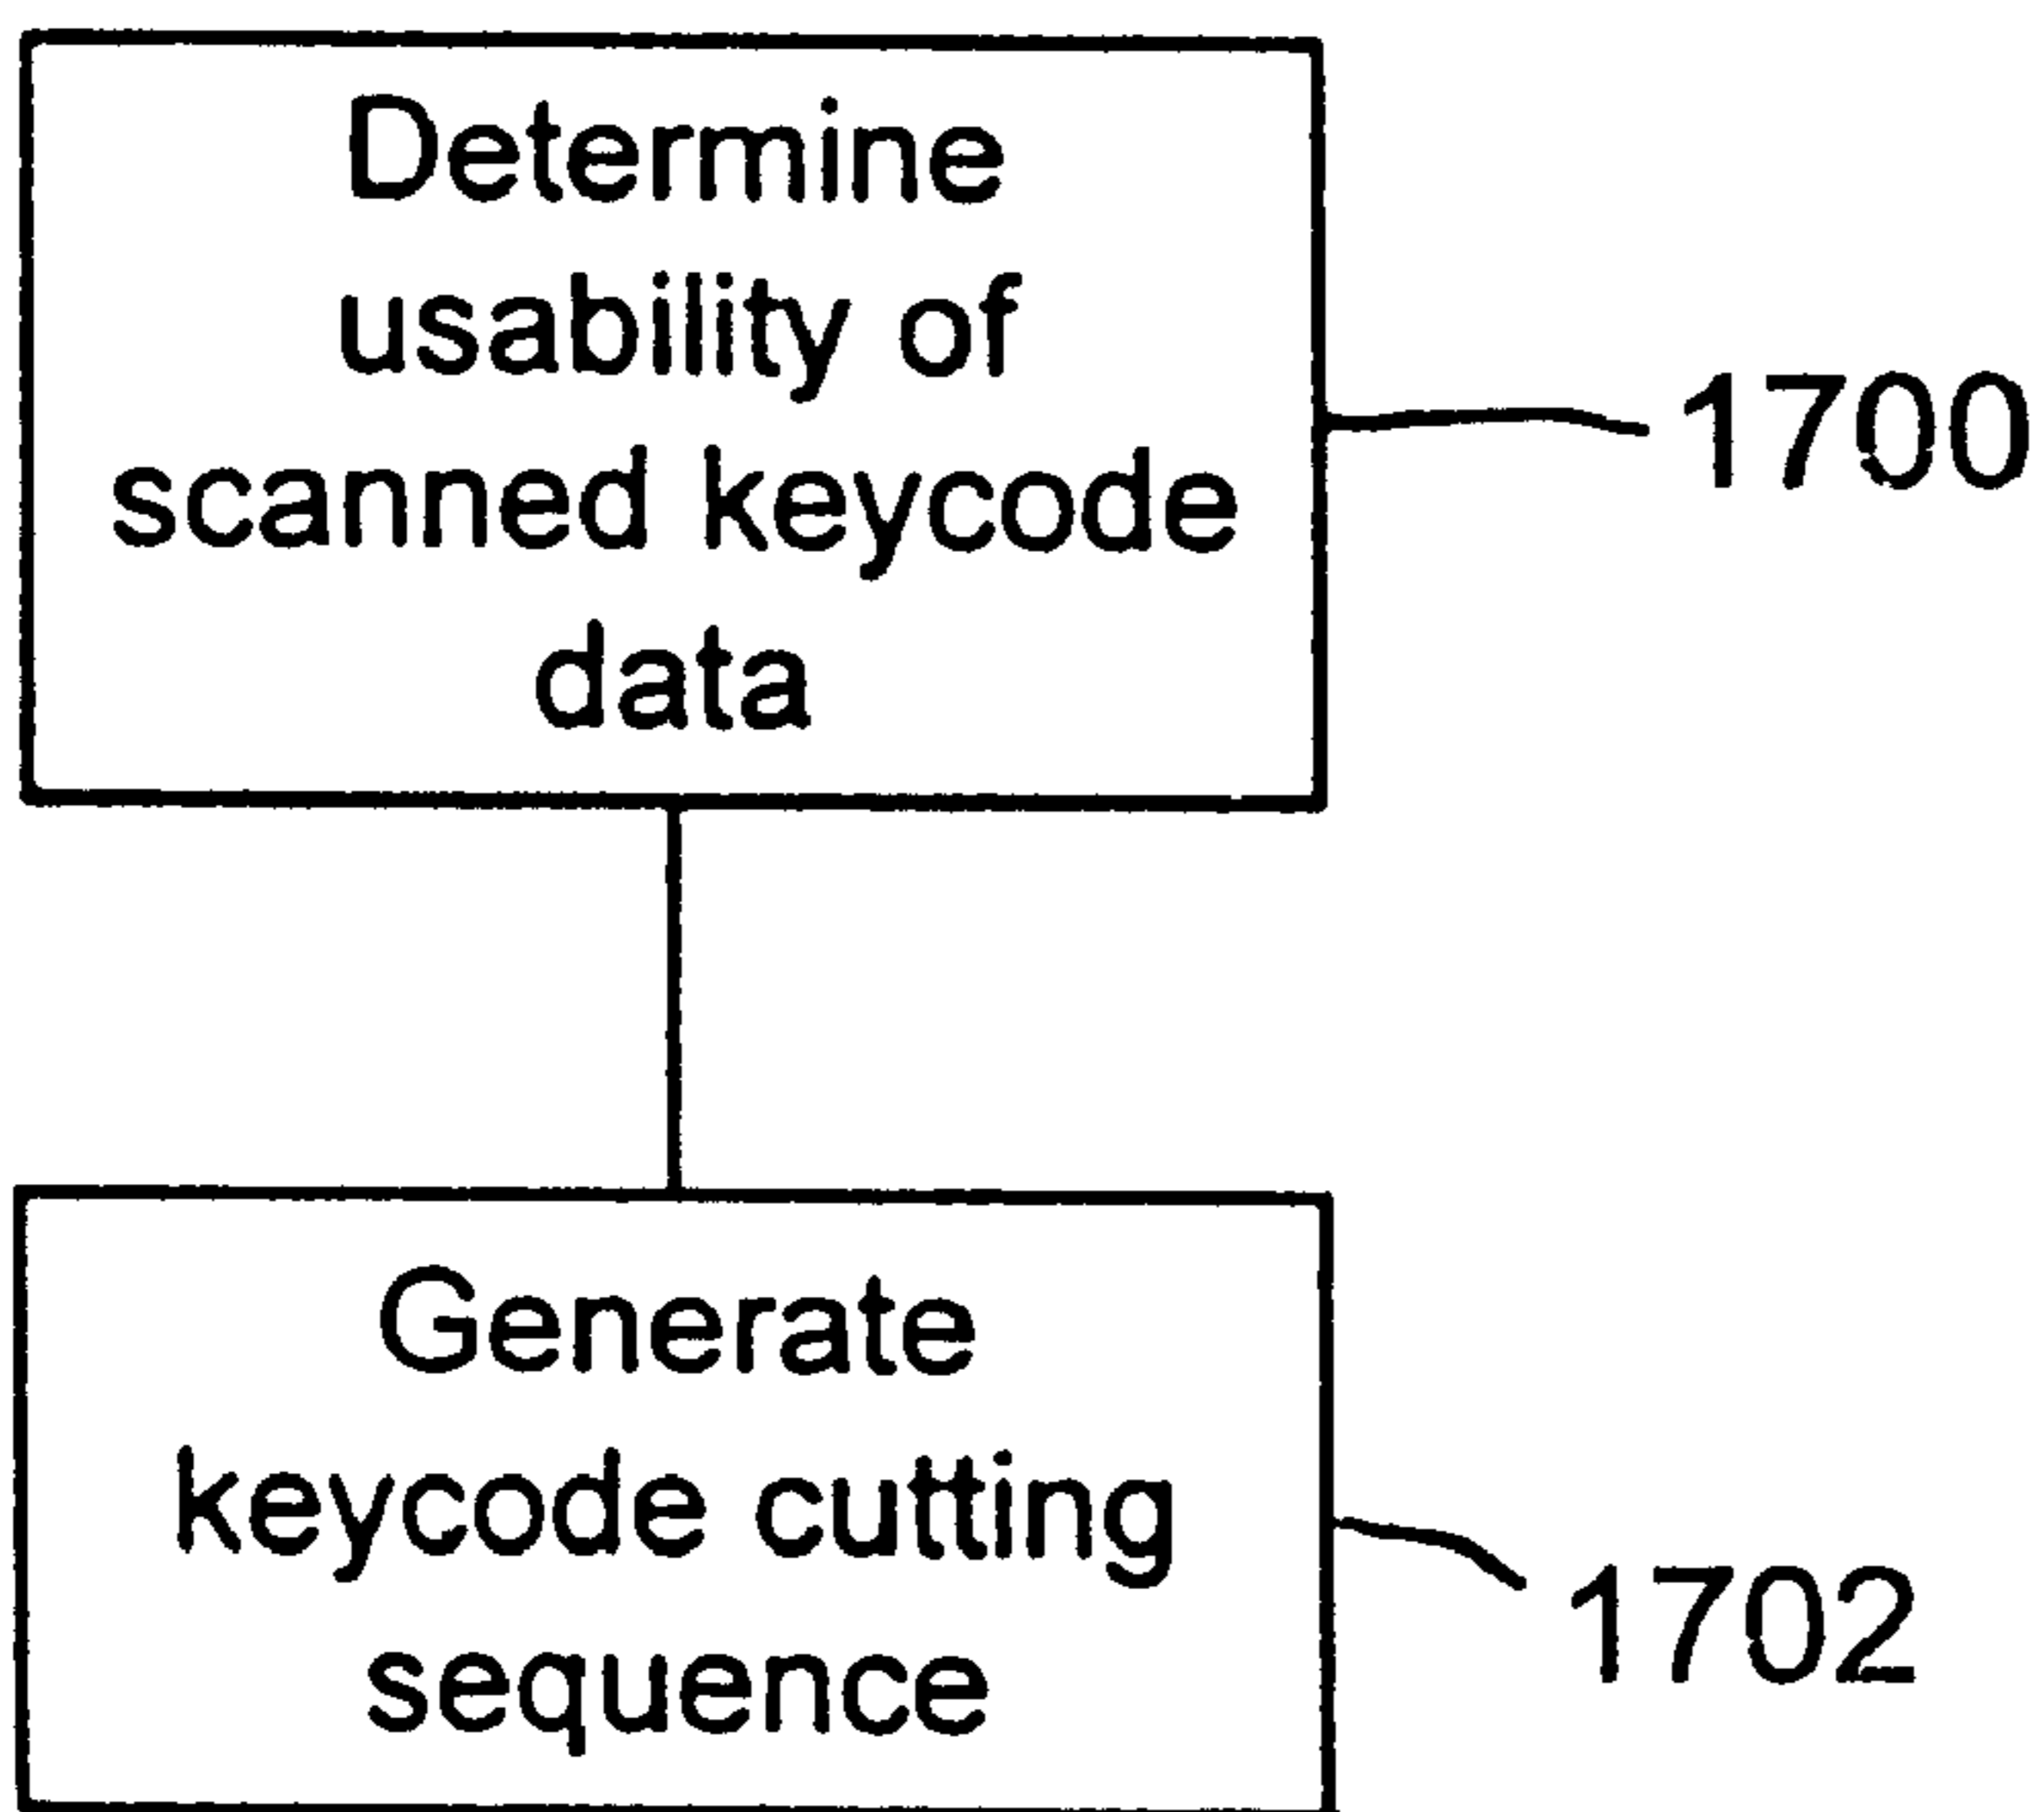 Determine
usability of
scanned keycode
data
1700
Generate
keycode cutting
sequence
1702